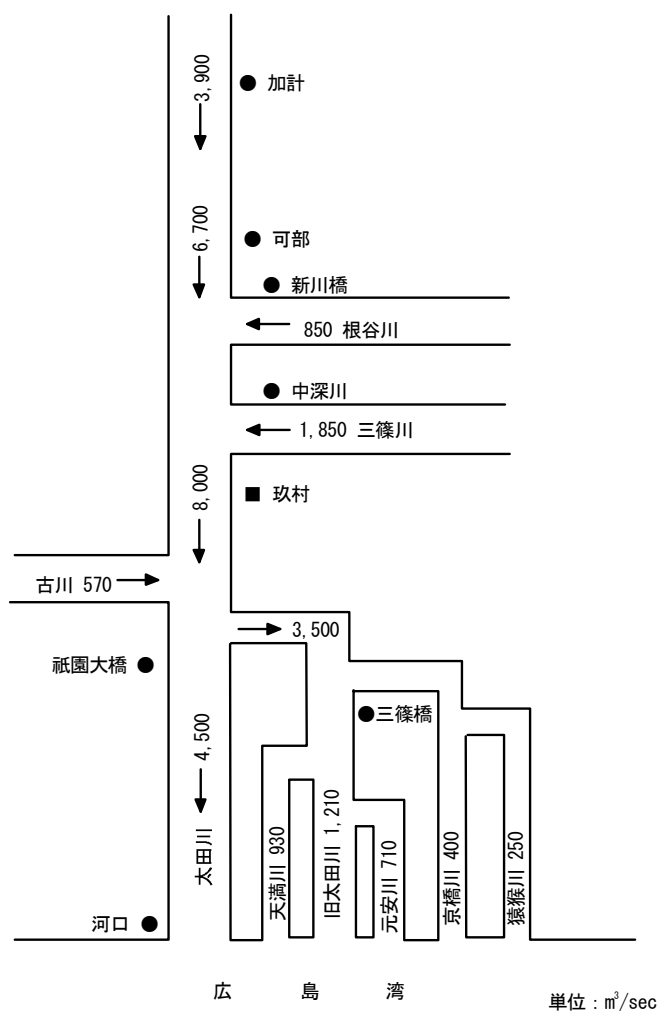 3,900
● 加計
6,700
● 可部
● 新川橋
← 850 根谷川
● 中深川
← 1,850 三篠川
8,000
■ 玖村
古川 570 →
→ 3,500
祇園大橋 ●
● 三篠橋
4,500
太田川
天満川 930
旧太田川 1,210
元安川 710
京橋川 400
猿猴川 250
河口 ●
広島湾
単位：m³/sec